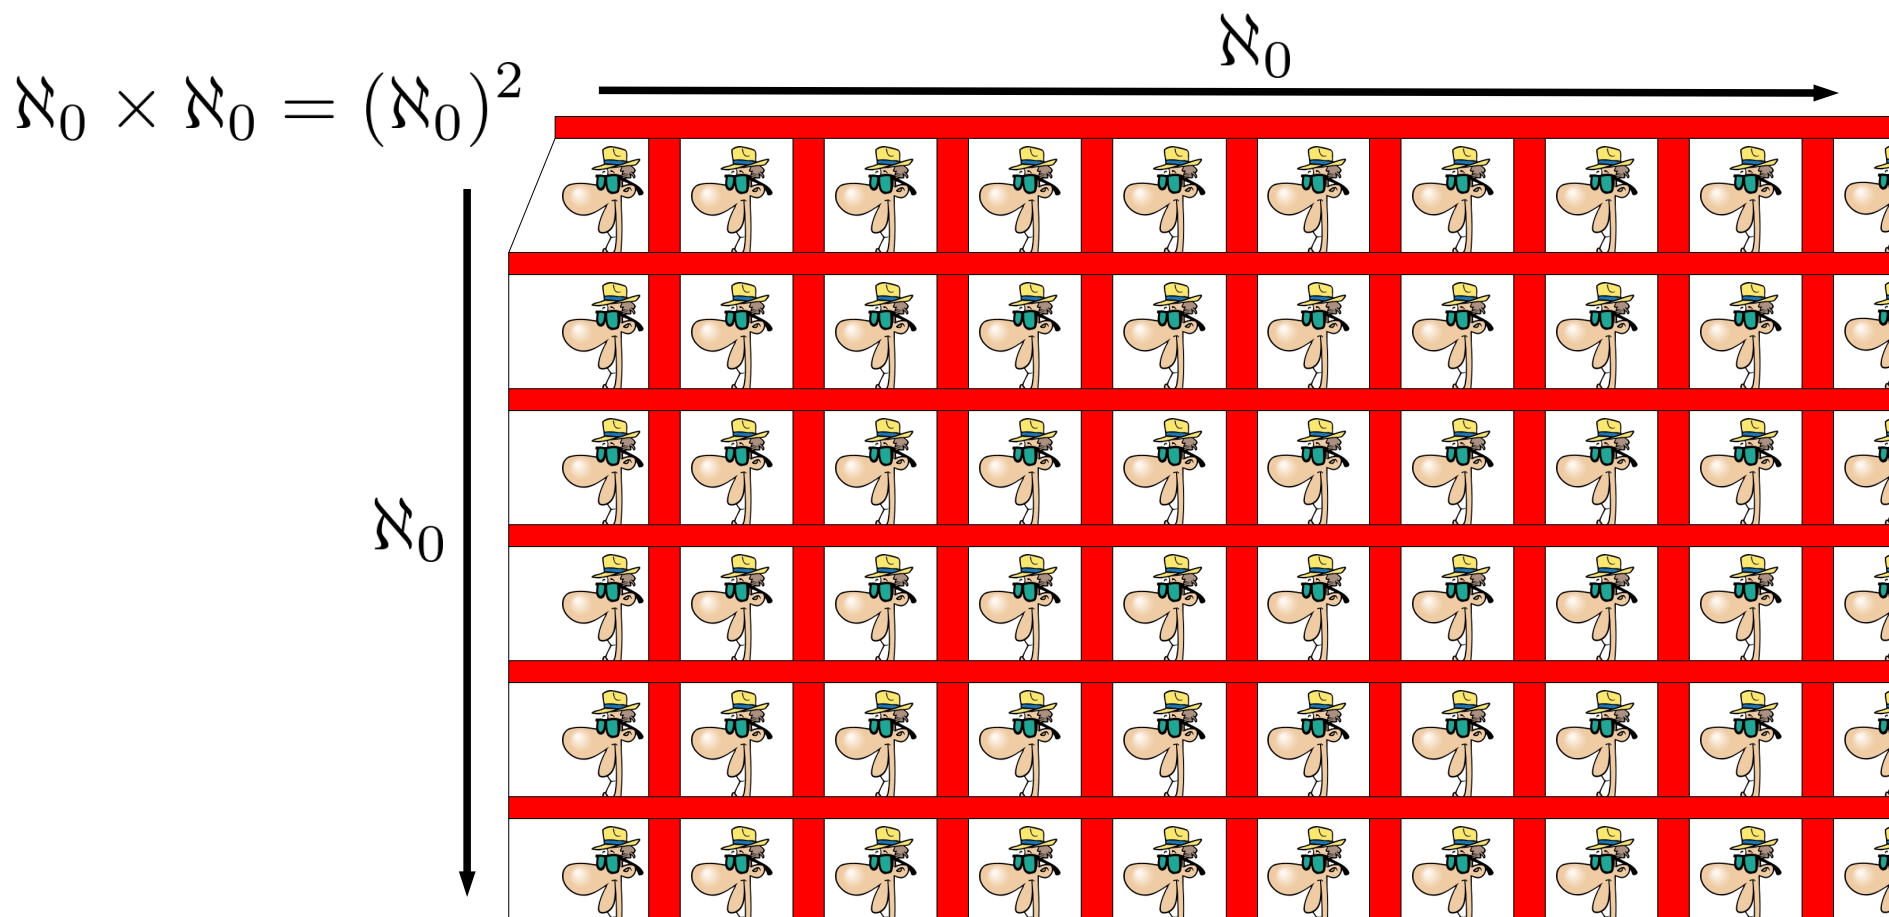 ℵ₀
ℵ₀ × ℵ₀ = (ℵ₀)²
ℵ₀